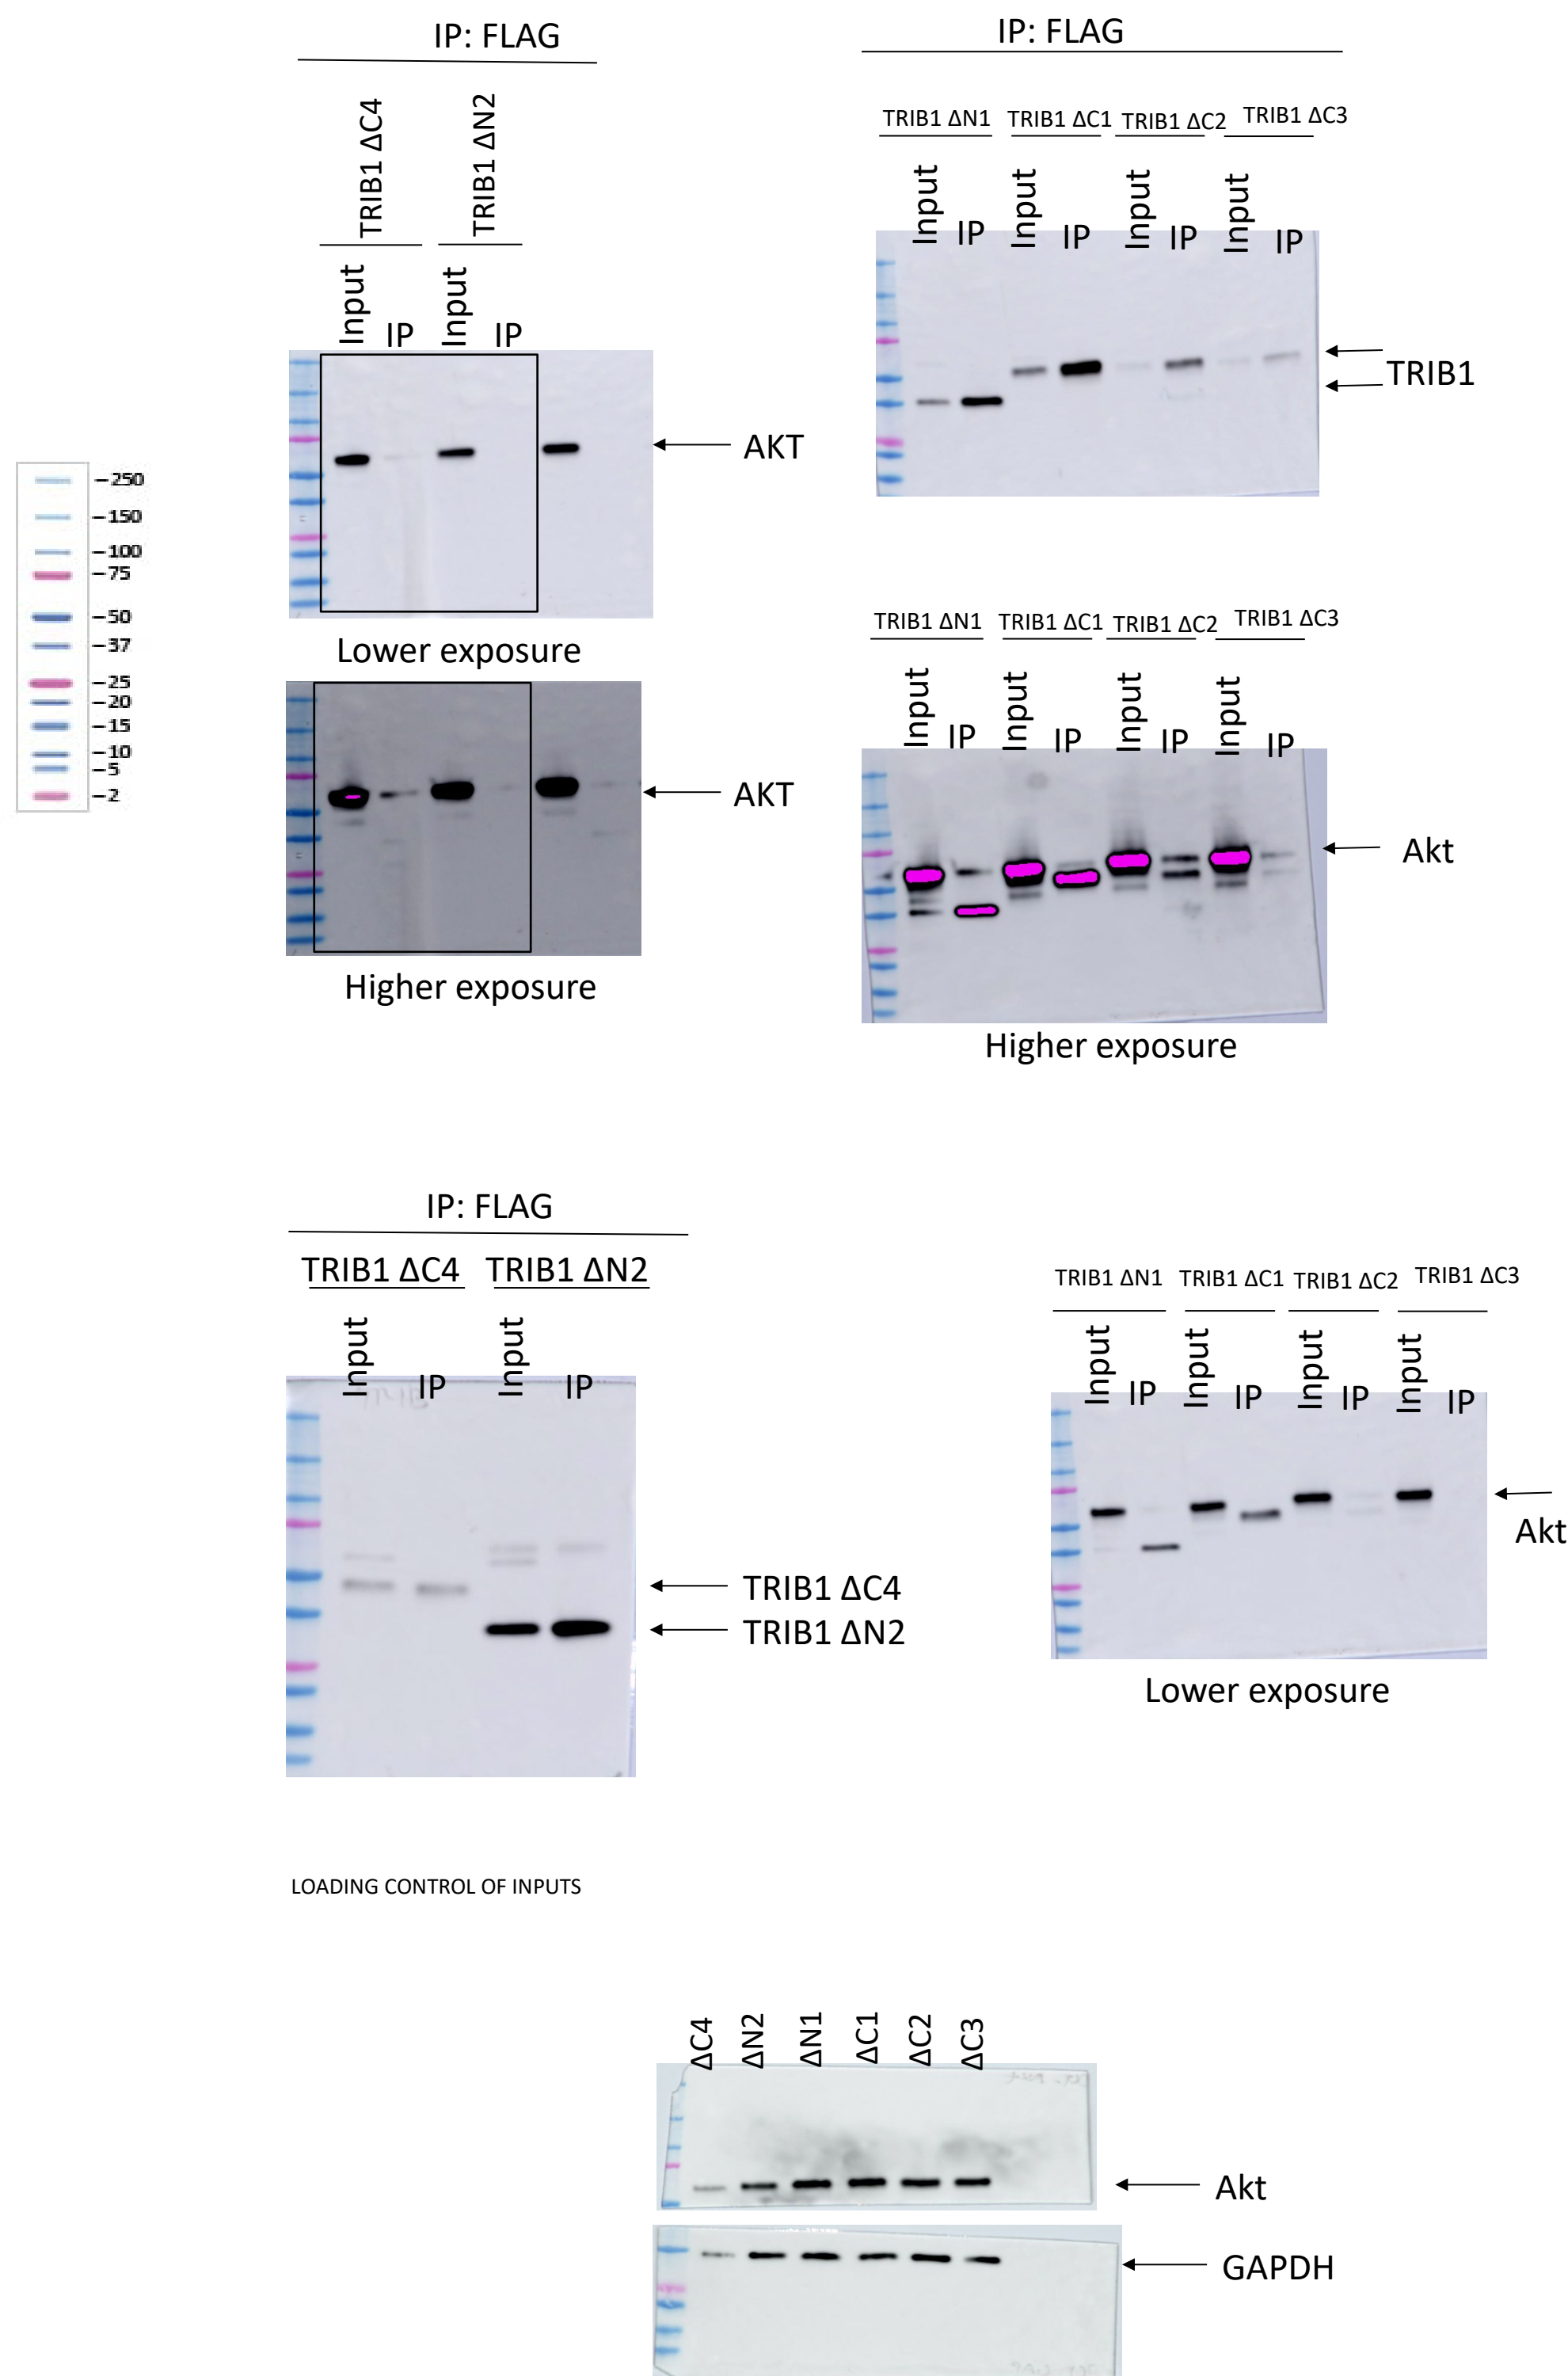 IP: FLAG
TRIB1 ΔC4
TRIB1 ΔN2
Input
IP
Input
IP
AKT
Lower exposure
AKT
Higher exposure
-250
-150
-100
-75
-50
-37
-25
-20
-15
-10
-5
-2
IP: FLAG
TRIB1 ΔN1 TRIB1 ΔC1 TRIB1 ΔC2 TRIB1 ΔC3
Input IP Input IP Input IP Input IP
TRIB1
TRIB1 ΔN1 TRIB1 ΔC1 TRIB1 ΔC2 TRIB1 ΔC3
Input IP Input IP Input IP Input IP
Akt
Higher exposure
IP: FLAG
TRIB1 ΔC4 TRIB1 ΔN2
Input IP Input IP
TRIB1 ΔC4
TRIB1 ΔN2
TRIB1 ΔN1 TRIB1 ΔC1 TRIB1 ΔC2 TRIB1 ΔC3
Input IP Input IP Input IP Input IP
Akt
Lower exposure
LOADING CONTROL OF INPUTS
ΔC4 ΔN2 ΔN1 ΔC1 ΔC2 ΔC3
Akt
GAPDH